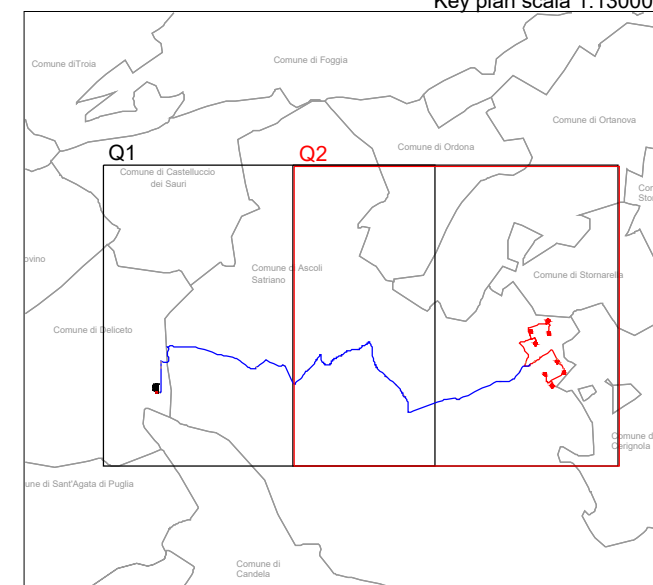 Key plan scala 1:13000
Comune diTroia
Comune di Foggia
Comune di Ortanova
Comune di Ordona
Q1
Q2
Comune di Castelluccio
dei Sauri
Comune di Ascoli
Satriano
Comune di Stornarella
Comune di Deliceto
Comune d
Cerignola
une di Sant'Agata di Puglia
Comune di
Candela